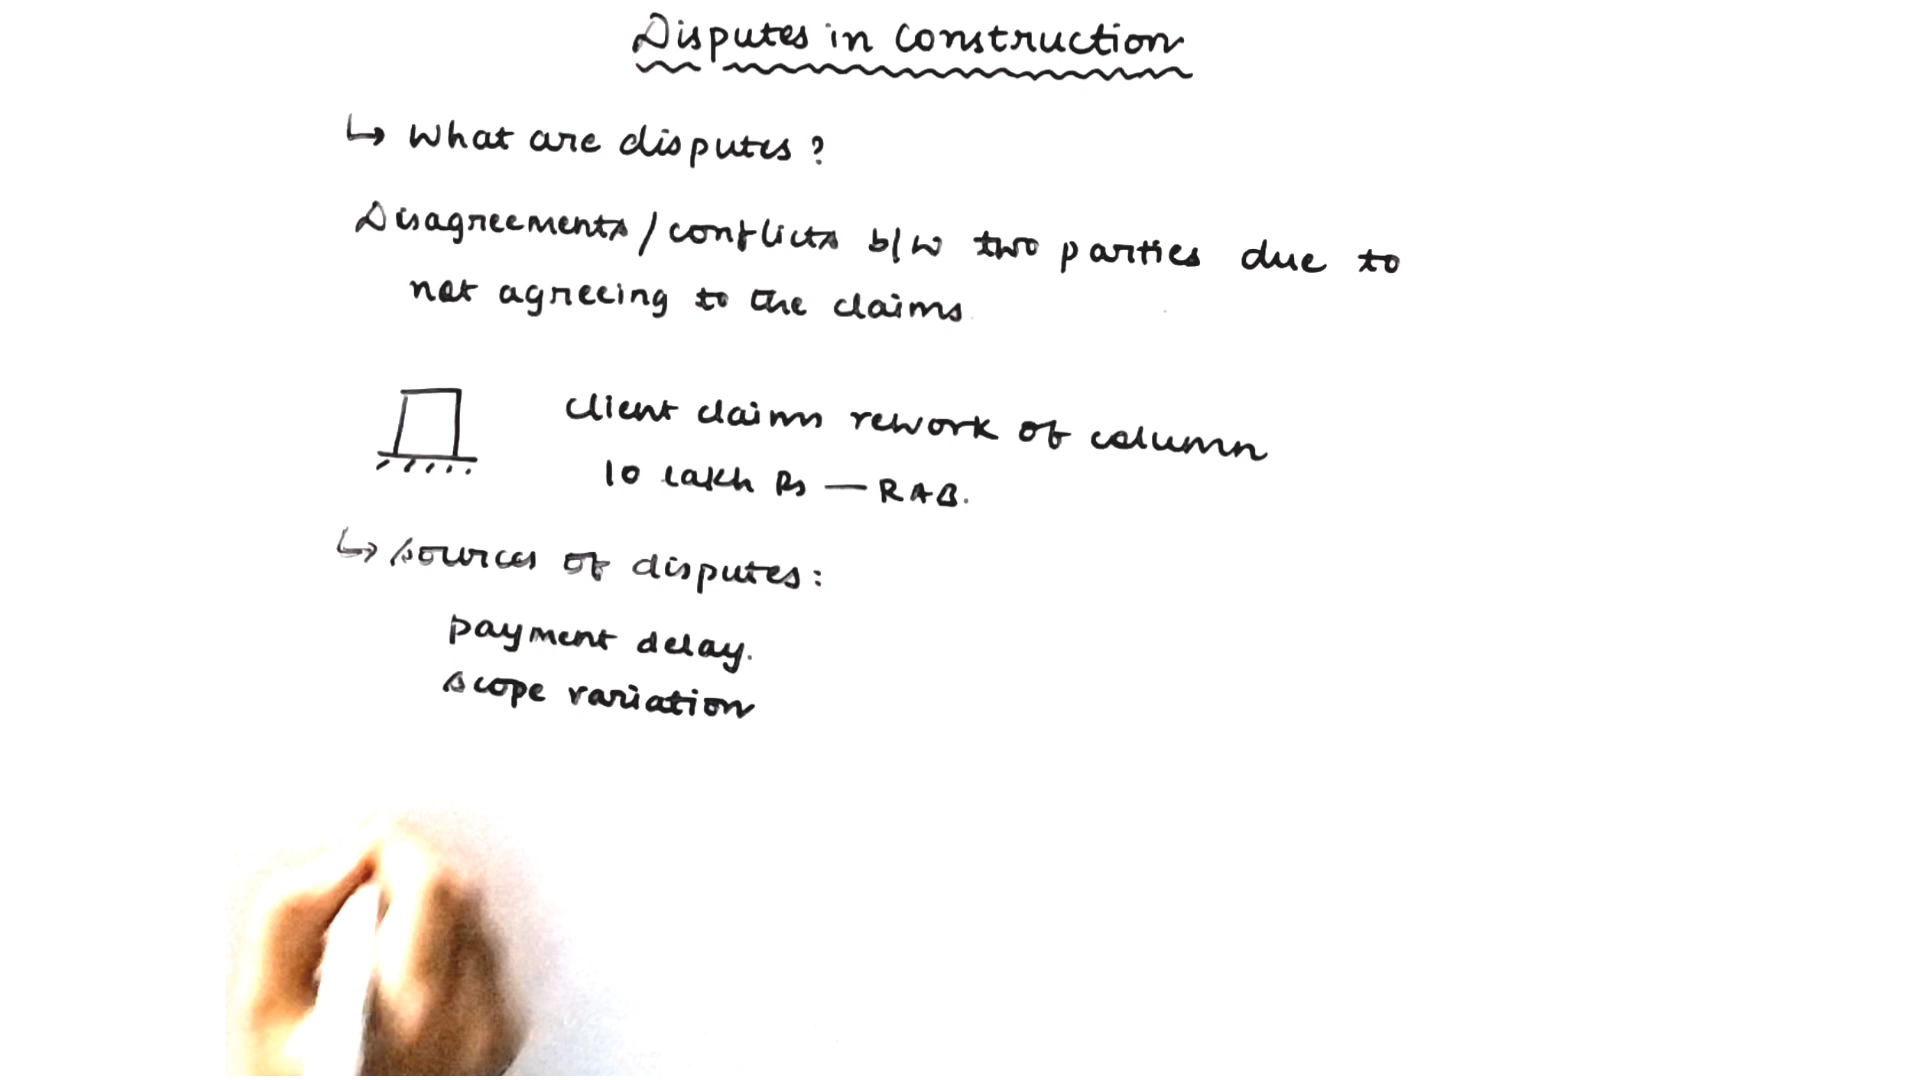 Disputes in Construction
↳ What are disputes?
Disagreements/conflicts b/w two parties due to
not agreeing to the claims
client claims rework of column
10 lakh Rs — RAB.
↳ sources of disputes:
payment delay.
scope variation